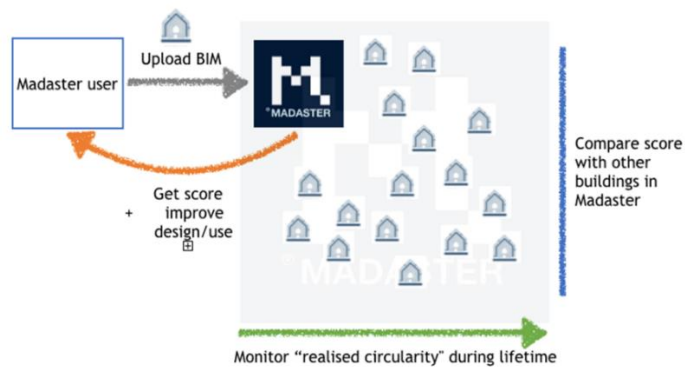 Upload BIM
Madaster user
®MADASTER
Compare score
with other
buildings in
Madaster
Get score
+ improve
design/use
® MADASTER
Monitor “realised circularity" during lifetime